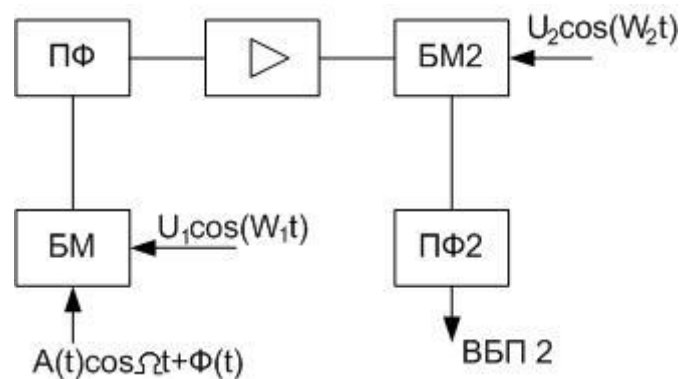 ПФ
БМ2
U₂cos(W₂t)
БМ
U₁cos(W₁t)
ПФ2
A(t)cosΩt+Φ(t)
ВБП 2